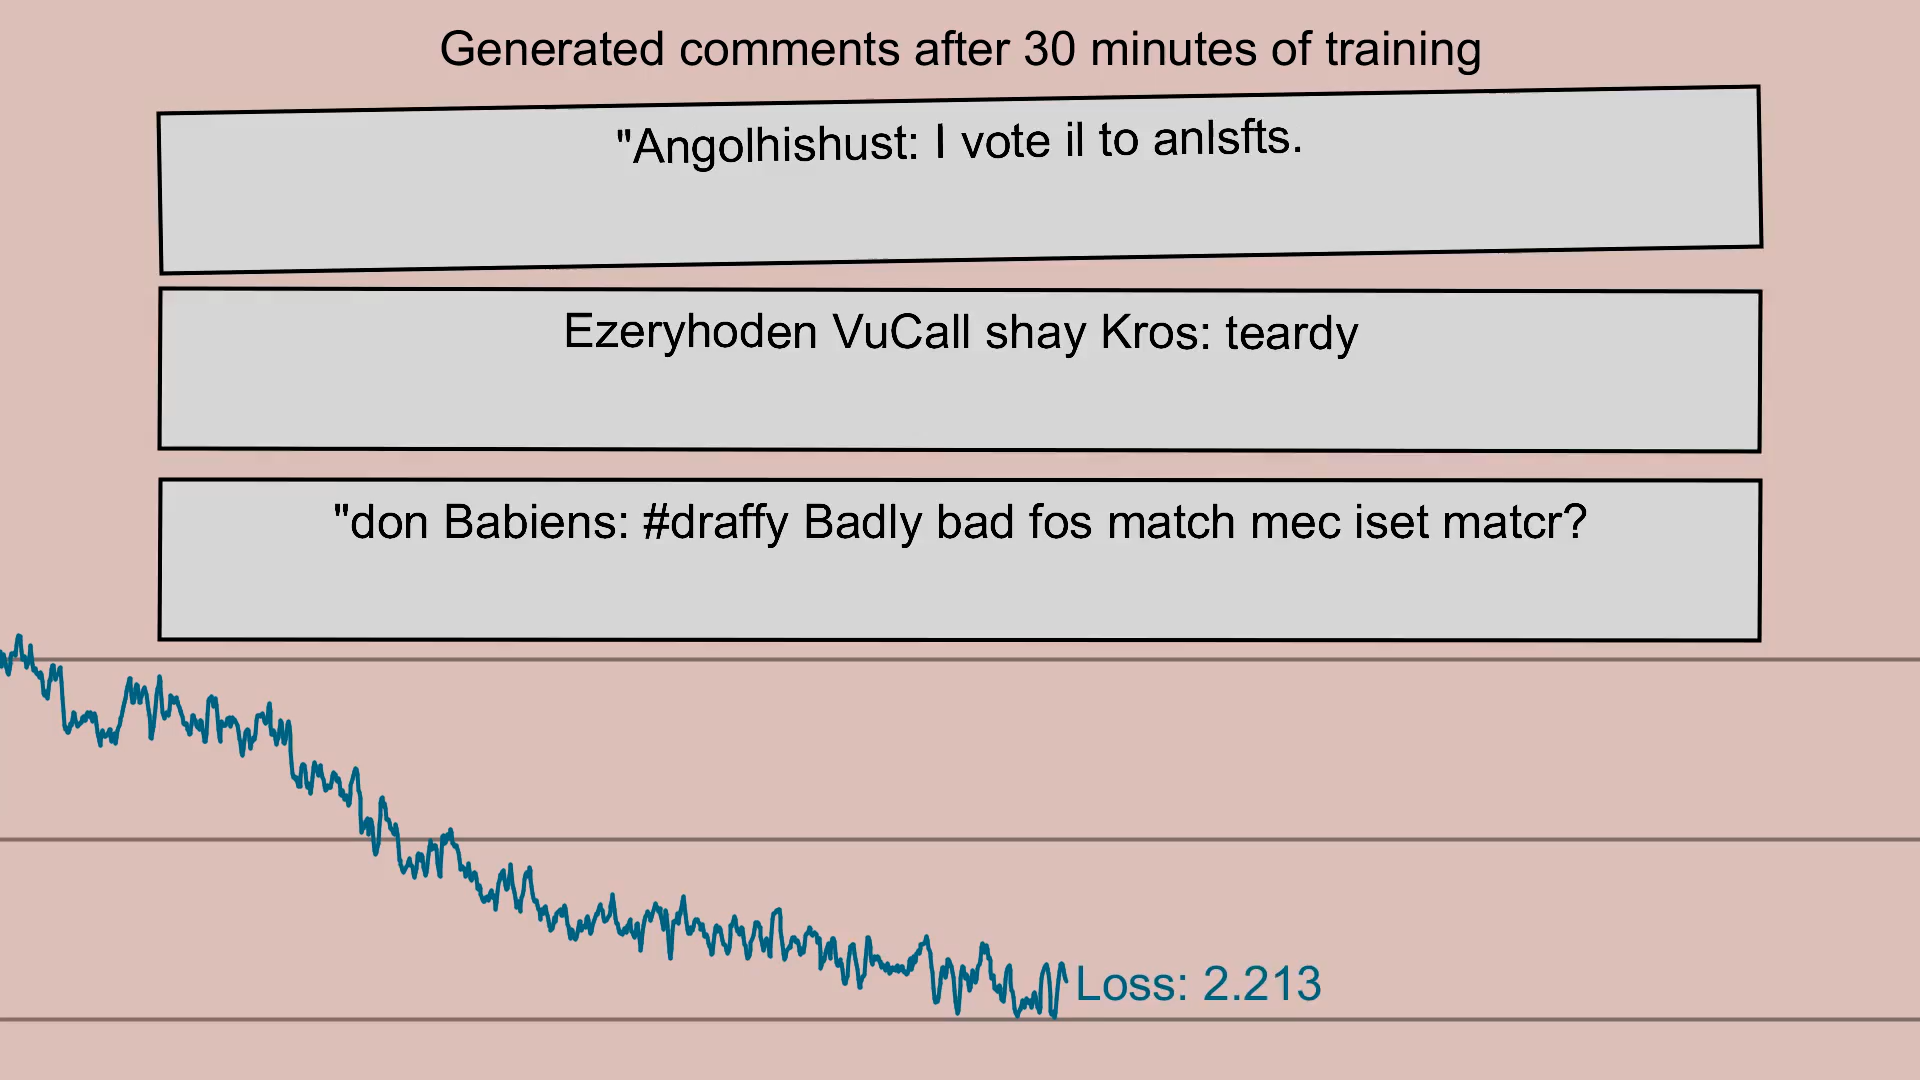 Generated comments after 30 minutes of training
"Angolhishust: I vote il to anlsfts.
Ezeryhoden VuCall shay Kros: teardy
"don Babiens: #draffy Badly bad fos match mec iset matcr?
Loss: 2.213